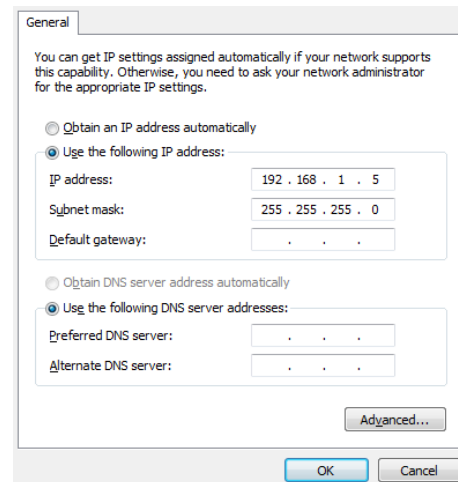 General
You can get IP settings assigned automatically if your network supports
this capability. Otherwise, you need to ask your network administrator
for the appropriate IP settings.
Obtain an IP address automatically
Use the following IP address:
IP address: 192 . 168 . 1 . 5
Subnet mask: 255 . 255 . 255 . 0
Default gateway: . . .
Obtain DNS server address automatically
Use the following DNS server addresses:
Preferred DNS server: . . .
Alternate DNS server: . . .
Advanced...
OK Cancel